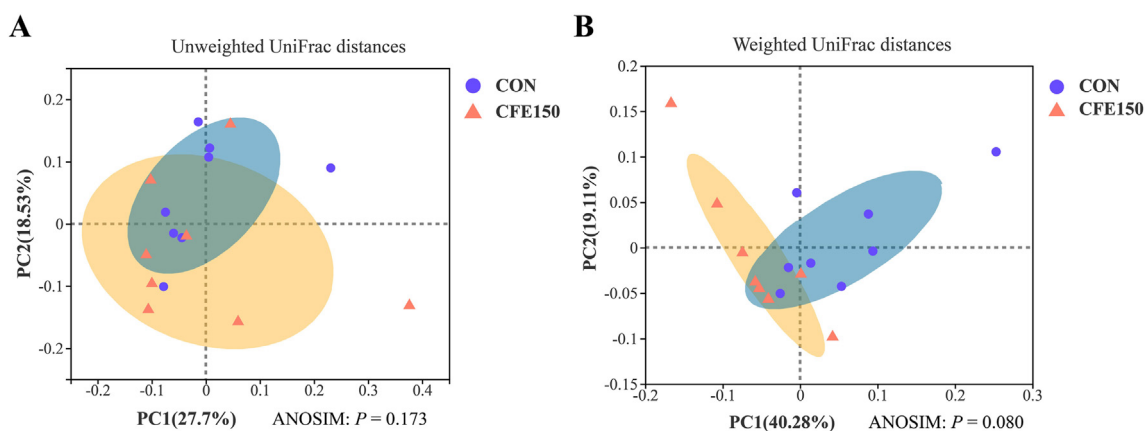 A
Unweighted UniFrac distances
CON
CFE150
0.2
0.1
0
-0.1
-0.2
PC2(18.53%)
-0.2
-0.1
0
0.1
0.2
0.3
0.4
PC1(27.7%)
ANOSIM: P = 0.173
B
Weighted UniFrac distances
CON
CFE150
0.2
0.15
0.1
0.05
0
-0.05
-0.1
-0.15
PC2(19.11%)
-0.2
-0.1
0
0.1
0.2
0.3
PC1(40.28%)
ANOSIM: P = 0.080